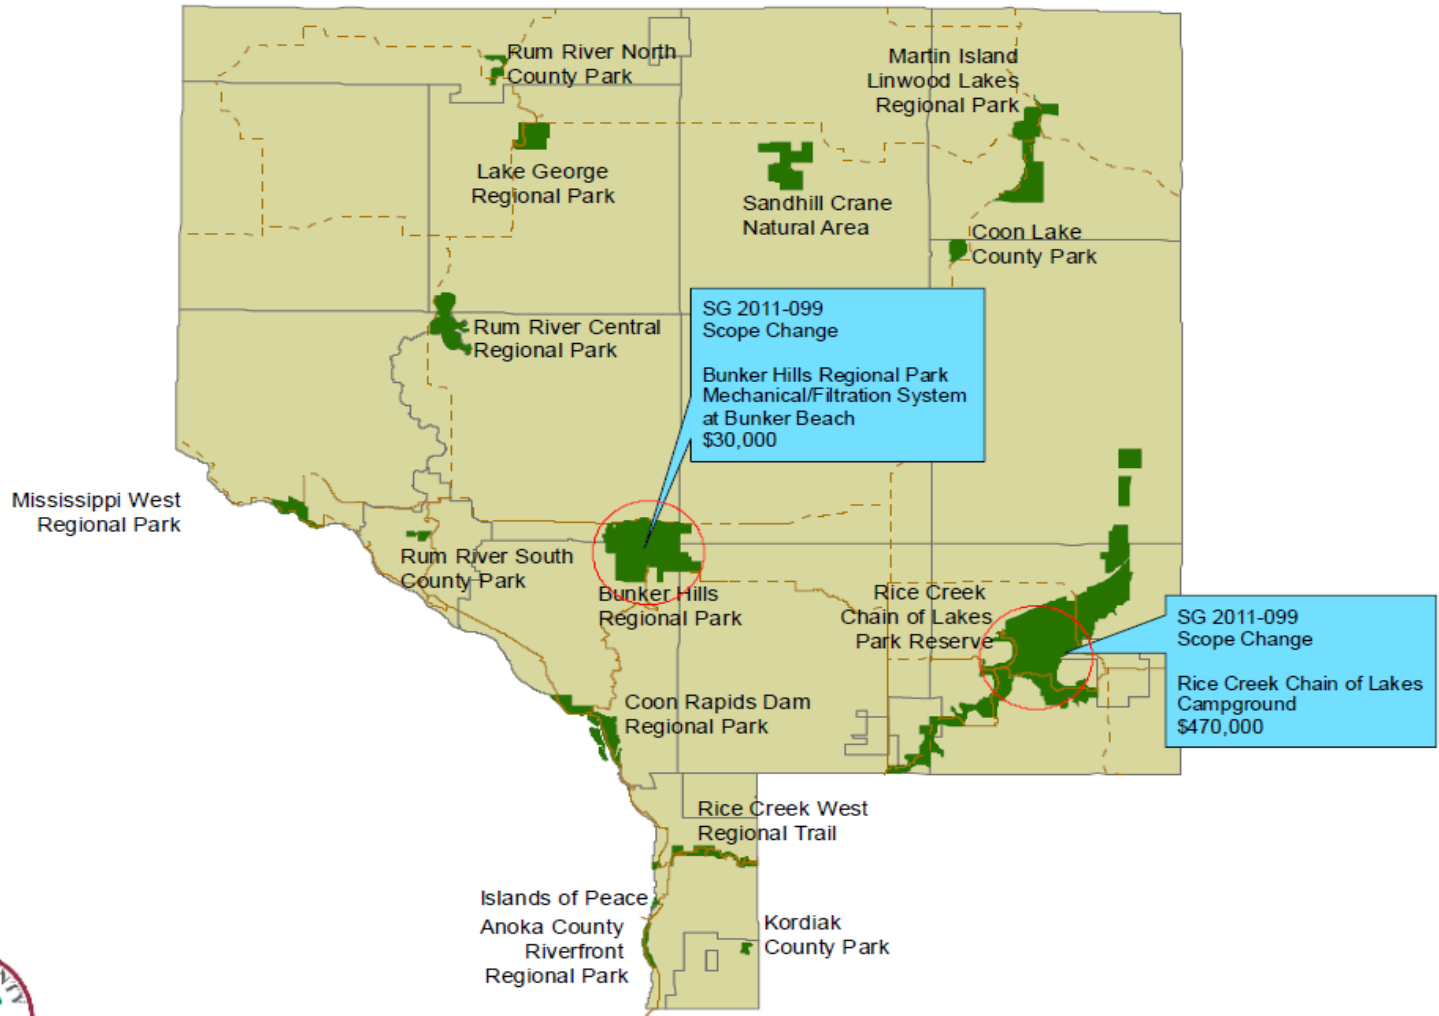 Rum River North
County Park
Martin Island
Linwood Lakes
Regional Park
Lake George
Regional Park
Sandhill Crane
Natural Area
Coon Lake
County Park
SG 2011-099
Scope Change
Bunker Hills Regional Park
Mechanical/Filtration System
at Bunker Beach
$30,000
Rum River Central
Regional Park
Mississippi West
Regional Park
Rum River South
County Park
Bunker Hills
Regional Park
Rice Creek
Chain of Lakes
Park Reserve
SG 2011-099
Scope Change
Rice Creek Chain of Lakes
Campground
$470,000
Coon Rapids Dam
Regional Park
Rice Creek West
Regional Trail
Islands of Peace
Anoka County
Riverfront
Regional Park
Kordiak
County Park